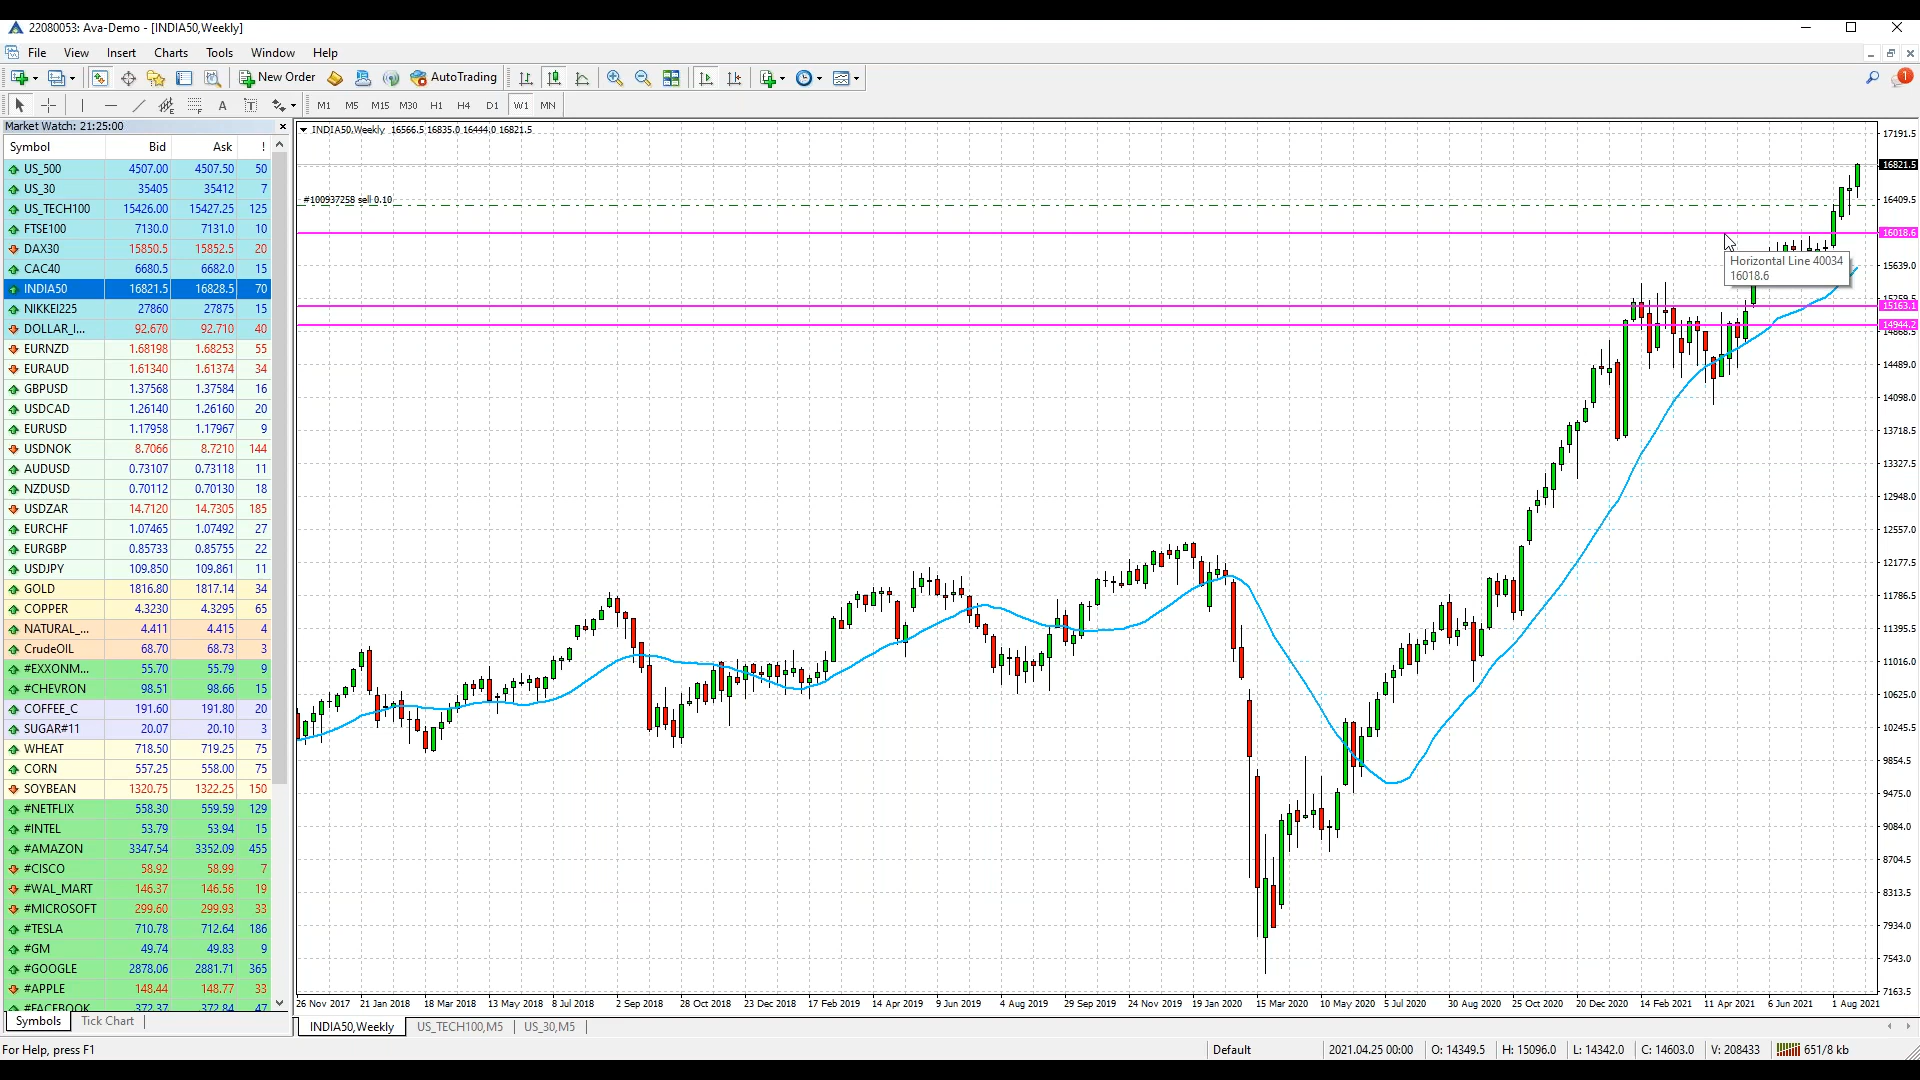 22080053: Ava-Demo - [INDIA50,Weekly]
File View Insert Charts Tools Window Help
New Order AutoTrading 1
A T M1 M5 M15 M30 H1 H4 D1 W1 MN
Market Watch: 21:25:00
Symbol Bid Ask !
US_500 4507.00 4507.50 50
US_30 35405 35412 7
US_TECH100 15426.00 15427.25 125
FTSE100 7130.0 7131.0 10
DAX30 15850.5 15852.5 20
CAC40 6680.5 6682.0 15
INDIA50 16821.5 16828.5 70
NIKKEI225 27860 27875 15
DOLLAR_I... 92.670 92.710 40
EURNZD 1.68198 1.68253 55
EURAUD 1.61340 1.61374 34
GBPUSD 1.37568 1.37584 16
USDCAD 1.26140 1.26160 20
EURUSD 1.17958 1.17967 9
USDNOK 8.7066 8.7210 144
AUDUSD 0.73107 0.73118 11
NZDUSD 0.70112 0.70130 18
USDZAR 14.7120 14.7305 185
EURCHF 1.07465 1.07492 27
EURGBP 0.85733 0.85755 22
USDJPY 109.850 109.861 11
GOLD 1816.80 1817.14 34
COPPER 4.3230 4.3295 65
NATURAL_... 4.411 4.415 4
CrudeOIL 68.70 68.73 3
#EXXONM... 55.70 55.79 9
#CHEVRON 98.51 98.66 15
COFFEE_C 191.60 191.80 20
SUGAR#11 20.07 20.10 3
WHEAT 718.50 719.25 75
CORN 557.25 558.00 75
SOYBEAN 1320.75 1322.25 150
#NETFLIX 558.30 559.59 129
#INTEL 53.79 53.94 15
#AMAZON 3347.54 3352.09 455
#CISCO 58.92 58.99 7
#WAL_MART 146.37 146.56 19
#MICROSOFT 299.60 299.93 33
#TESLA 710.78 712.64 186
#GM 49.74 49.83 9
#GOOGLE 2878.06 2881.71 365
#APPLE 148.44 148.77 33
#FACEBOOK 372.37 372.84 47
Symbols Tick Chart
INDIA50,Weekly 16566.5 16835.0 16444.0 16821.5
#100937258 sell 0.10
Horizontal Line 40034
16018.6
17191.5
16821.5
16409.5
16018.6
15639.0
15259.5
15163.1
14944.2
14868.5
14489.0
14098.0
13718.5
13327.5
12948.0
12557.0
12177.5
11786.5
11395.5
11016.0
10625.0
10245.5
9854.5
9475.0
9084.0
8704.5
8313.5
7934.0
7543.0
7163.5
26 Nov 2017 21 Jan 2018 18 Mar 2018 13 May 2018 8 Jul 2018 2 Sep 2018 28 Oct 2018 23 Dec 2018 17 Feb 2019 14 Apr 2019 9 Jun 2019 4 Aug 2019 29 Sep 2019 24 Nov 2019 19 Jan 2020 15 Mar 2020 10 May 2020 5 Jul 2020 30 Aug 2020 25 Oct 2020 20 Dec 2020 14 Feb 2021 11 Apr 2021 6 Jun 2021 1 Aug 2021
INDIA50,Weekly US_TECH100,M5 US_30,M5
For Help, press F1 Default 2021.04.25 00:00 O: 14349.5 H: 15096.0 L: 14342.0 C: 14603.0 V: 208433 651/8 kb